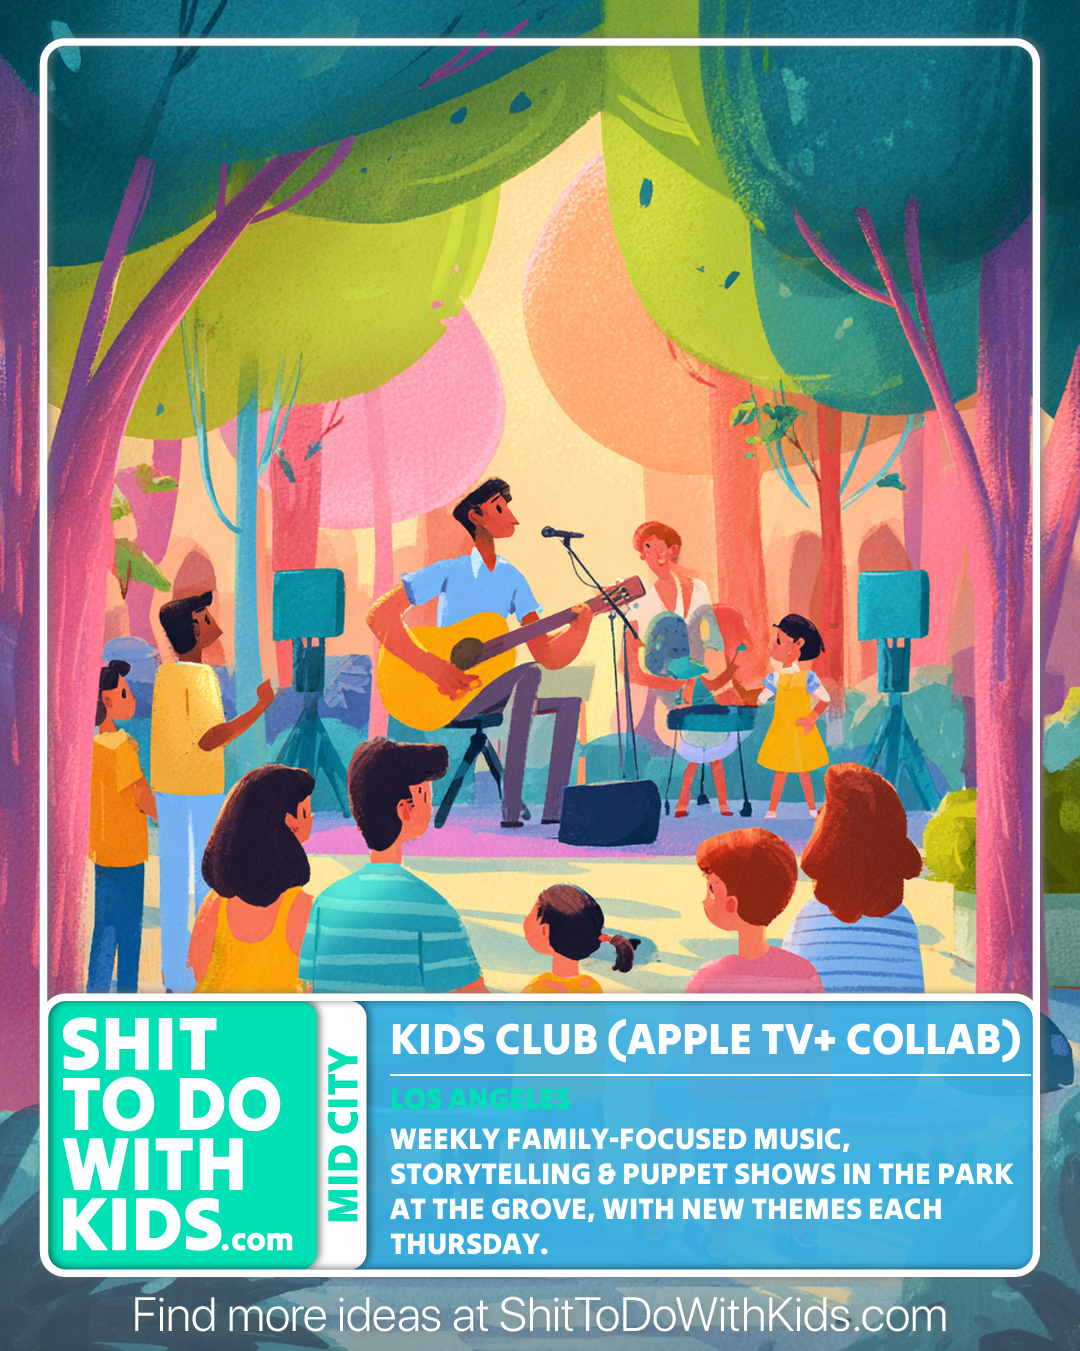 SHIT
TO DO
WITH
KIDS.com
MID CITY
KIDS CLUB (APPLE TV+ COLLAB)
LOS ANGELES
WEEKLY FAMILY-FOCUSED MUSIC,
STORYTELLING & PUPPET SHOWS IN THE PARK
AT THE GROVE, WITH NEW THEMES EACH
THURSDAY.
Find more ideas at ShitToDoWithKids.com